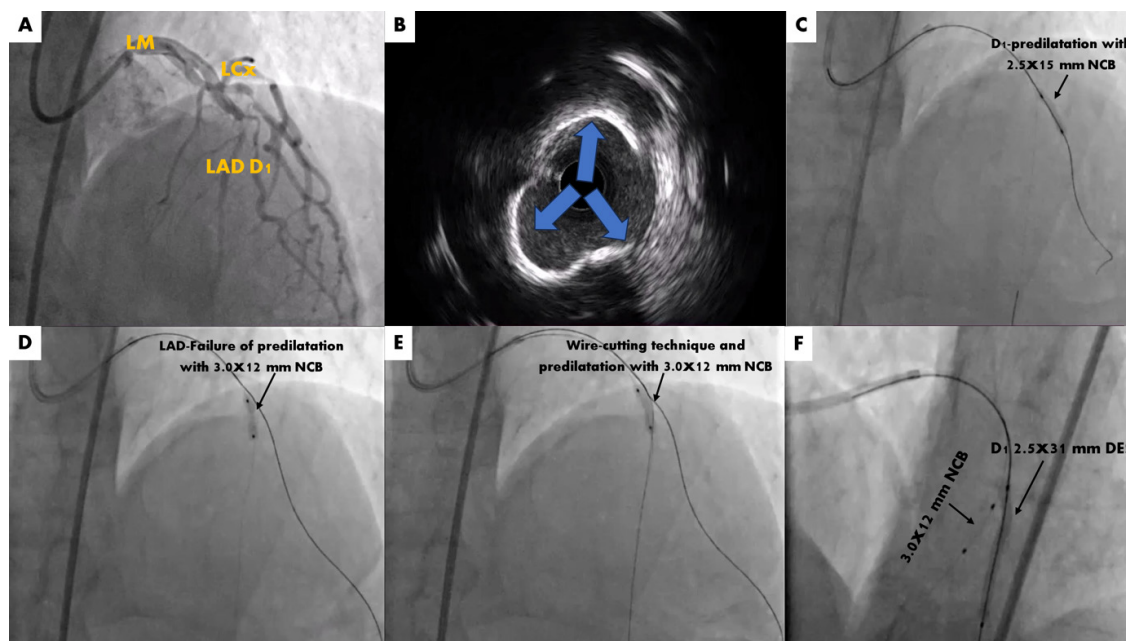 A
LM
LCx
LAD D₁
B
C
D₁-predilatation with
2.5X15 mm NCB
D
LAD-Failure of predilatation
with 3.0X12 mm NCB
E
Wire-cutting technique and
predilatation with 3.0X12 mm NCB
F
3.0X12 mm NCB
D₁ 2.5X31 mm DE